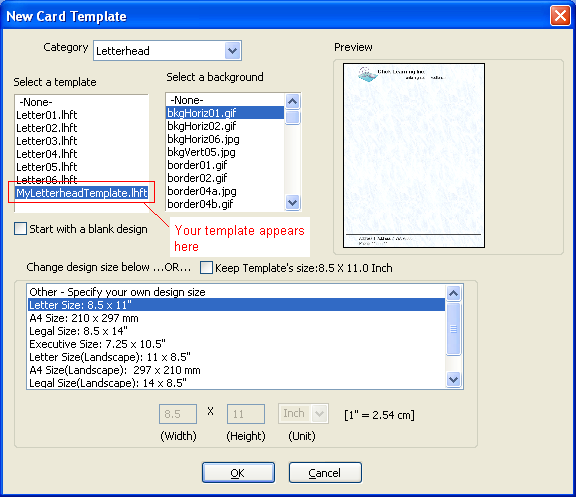 New Card Template
Category
Letterhead
Preview
Select a template
-None-
Letter01.lhft
Letter02.lhft
Letter03.lhft
Letter04.lhft
Letter05.lhft
Letter06.lhft
MyLetterheadTemplate.lhft
Select a background
-None-
bkgHoriz01.gif
bkgHoriz02.gif
bkgHoriz06.jpg
bkgVert05.jpg
border01.gif
border02.gif
border04a.jpg
border04b.gif
Click Learning Inc.
Start with a blank design
Your template appears
here
Change design size below ...OR...
Keep Template's size:8.5 X 11.0 Inch
Other - Specify your own design size
Letter Size: 8.5 x 11"
A4 Size: 210 x 297 mm
Legal Size: 8.5 x 14"
Executive Size: 7.25 x 10.5"
Letter Size(Landscape): 11 x 8.5"
A4 Size(Landscape): 297 x 210 mm
Legal Size(Landscape): 14 x 8.5"
8.5 X 11 Inch [1" = 2.54 cm]
(Width) (Height) (Unit)
OK Cancel